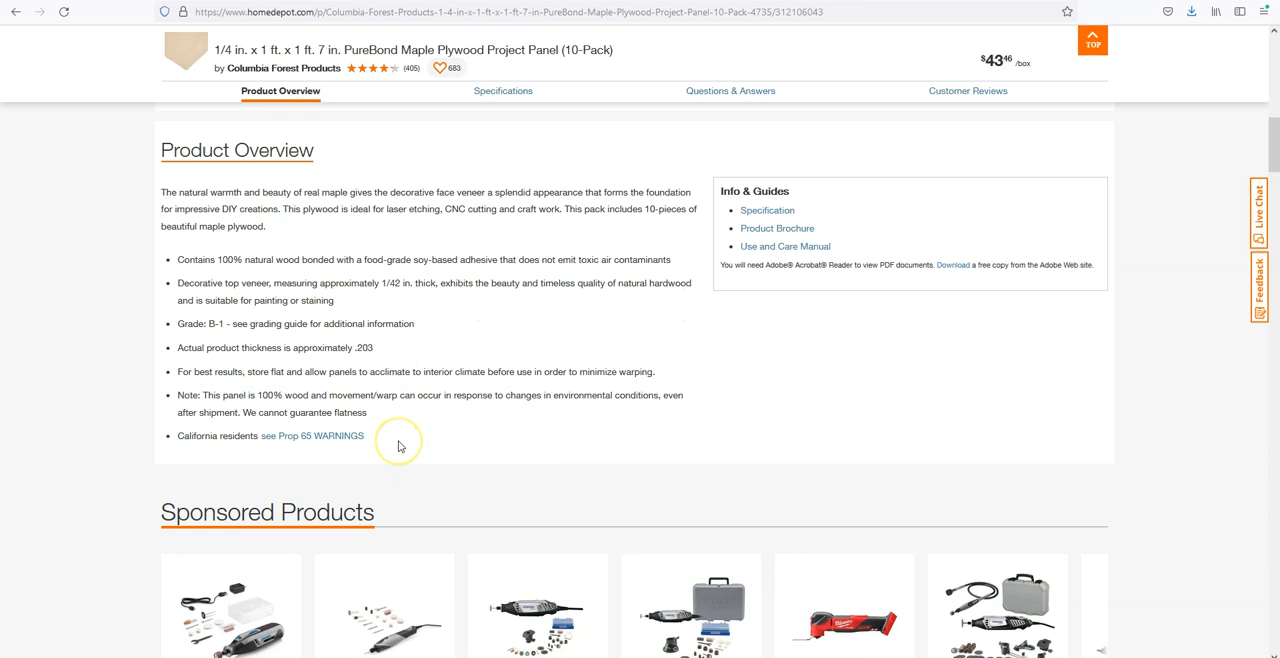 https://www.homedepot.com/p/Columbia-Forest-Products-1-4-in-x-1-ft-x-1-ft-7-in-PureBond-Maple-Plywood-Project-Panel-10-Pack-4735/312106043
1/4 in. x 1 ft. x 1 ft. 7 in. PureBond Maple Plywood Project Panel (10-Pack)
by Columbia Forest Products ★★★★★ (405) 683
$43 46 /box
TOP
Product Overview
Specifications
Questions & Answers
Customer Reviews
Product Overview
The natural warmth and beauty of real maple gives the decorative face veneer a splendid appearance that forms the foundation
for impressive DIY creations. This plywood is ideal for laser etching, CNC cutting and craft work. This pack includes 10-pieces of
beautiful maple plywood.
• Contains 100% natural wood bonded with a food-grade soy-based adhesive that does not emit toxic air contaminants
• Decorative top veneer, measuring approximately 1/42 in. thick, exhibits the beauty and timeless quality of natural hardwood
and is suitable for painting or staining
• Grade: B-1 - see grading guide for additional information
• Actual product thickness is approximately .203
• For best results, store flat and allow panels to acclimate to interior climate before use in order to minimize warping.
• Note: This panel is 100% wood and movement/warp can occur in response to changes in environmental conditions, even
after shipment. We cannot guarantee flatness
• California residents see Prop 65 WARNINGS
Info & Guides
• Specification
• Product Brochure
• Use and Care Manual
You will need Adobe® Acrobat® Reader to view PDF documents. Download a free copy from the Adobe Web site.
Live Chat
Feedback
Sponsored Products